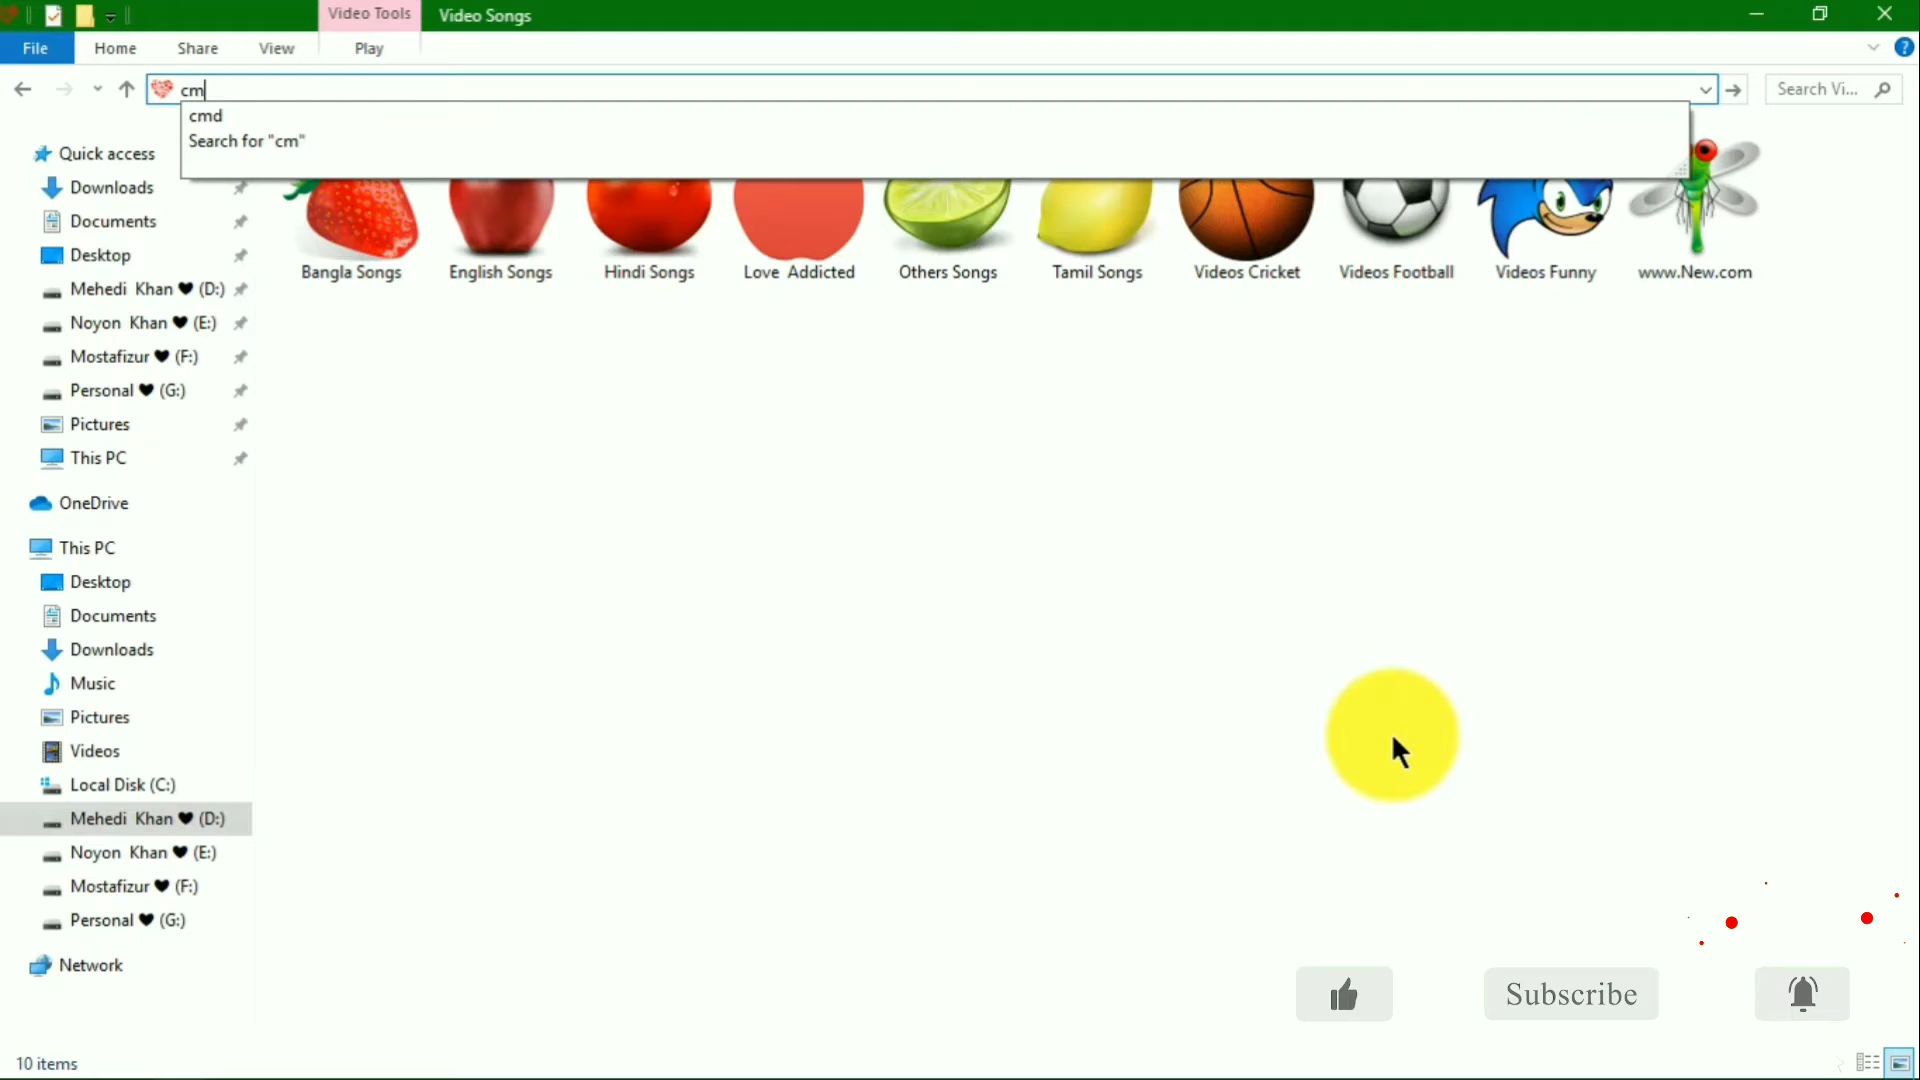 Video Tools
Video Songs
File
Home
Share
View
Play
cm
Search Vi...
cmd
Search for "cm"
Quick access
Downloads
Documents
Desktop
Mehedi Khan ♥ (D:)
Noyon Khan ♥ (E:)
Mostafizur ♥ (F:)
Personal ♥ (G:)
Pictures
This PC
OneDrive
This PC
Desktop
Documents
Downloads
Music
Pictures
Videos
Local Disk (C:)
Mehedi Khan ♥ (D:)
Noyon Khan ♥ (E:)
Mostafizur ♥ (F:)
Personal ♥ (G:)
Network
Bangla Songs
English Songs
Hindi Songs
Love Addicted
Others Songs
Tamil Songs
Videos Cricket
Videos Football
Videos Funny
www.New.com
Subscribe
10 items